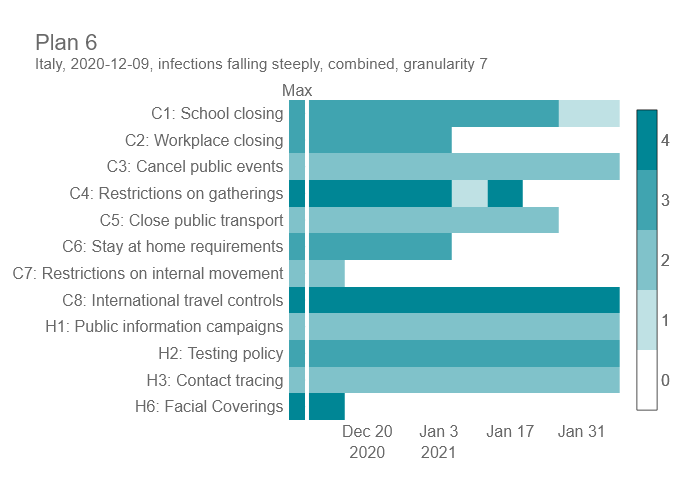 Plan 6
Italy, 2020-12-09, infections falling steeply, combined, granularity 7
Max
C1: School closing
C2: Workplace closing
C3: Cancel public events
C4: Restrictions on gatherings
C5: Close public transport
C6: Stay at home requirements
C7: Restrictions on internal movement
C8: International travel controls
H1: Public information campaigns
H2: Testing policy
H3: Contact tracing
H6: Facial Coverings
Dec 20 Jan 3 Jan 17 Jan 31
2020 2021
4
3
2
1
0